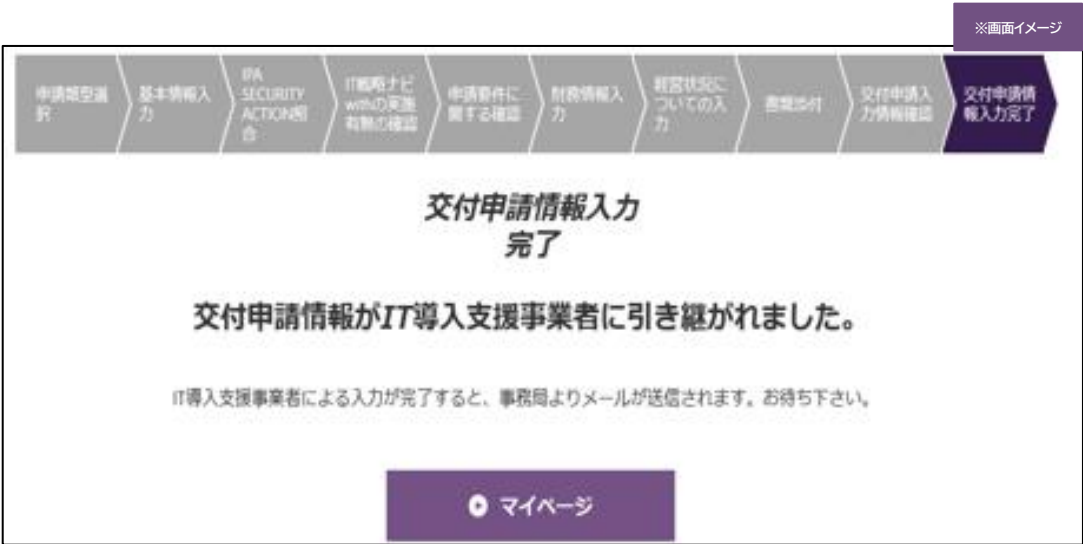 ※画面イメージ
申請類型選
択
基本情報入
力
IPA
SECURITY
ACTION照
合
IT戦略ナビ
withの実施
有無の確認
申請要件に
関する確認
財務情報入
力
経営状況に
ついての入
力
書類添付
交付申請入
力情報確認
交付申請情
報入力完了
交付申請情報入力
完了
交付申請情報がIT導入支援事業者に引き継がれました。
IT導入支援事業者による入力が完了すると、事務局よりメールが送信されます。お待ち下さい。
マイページ